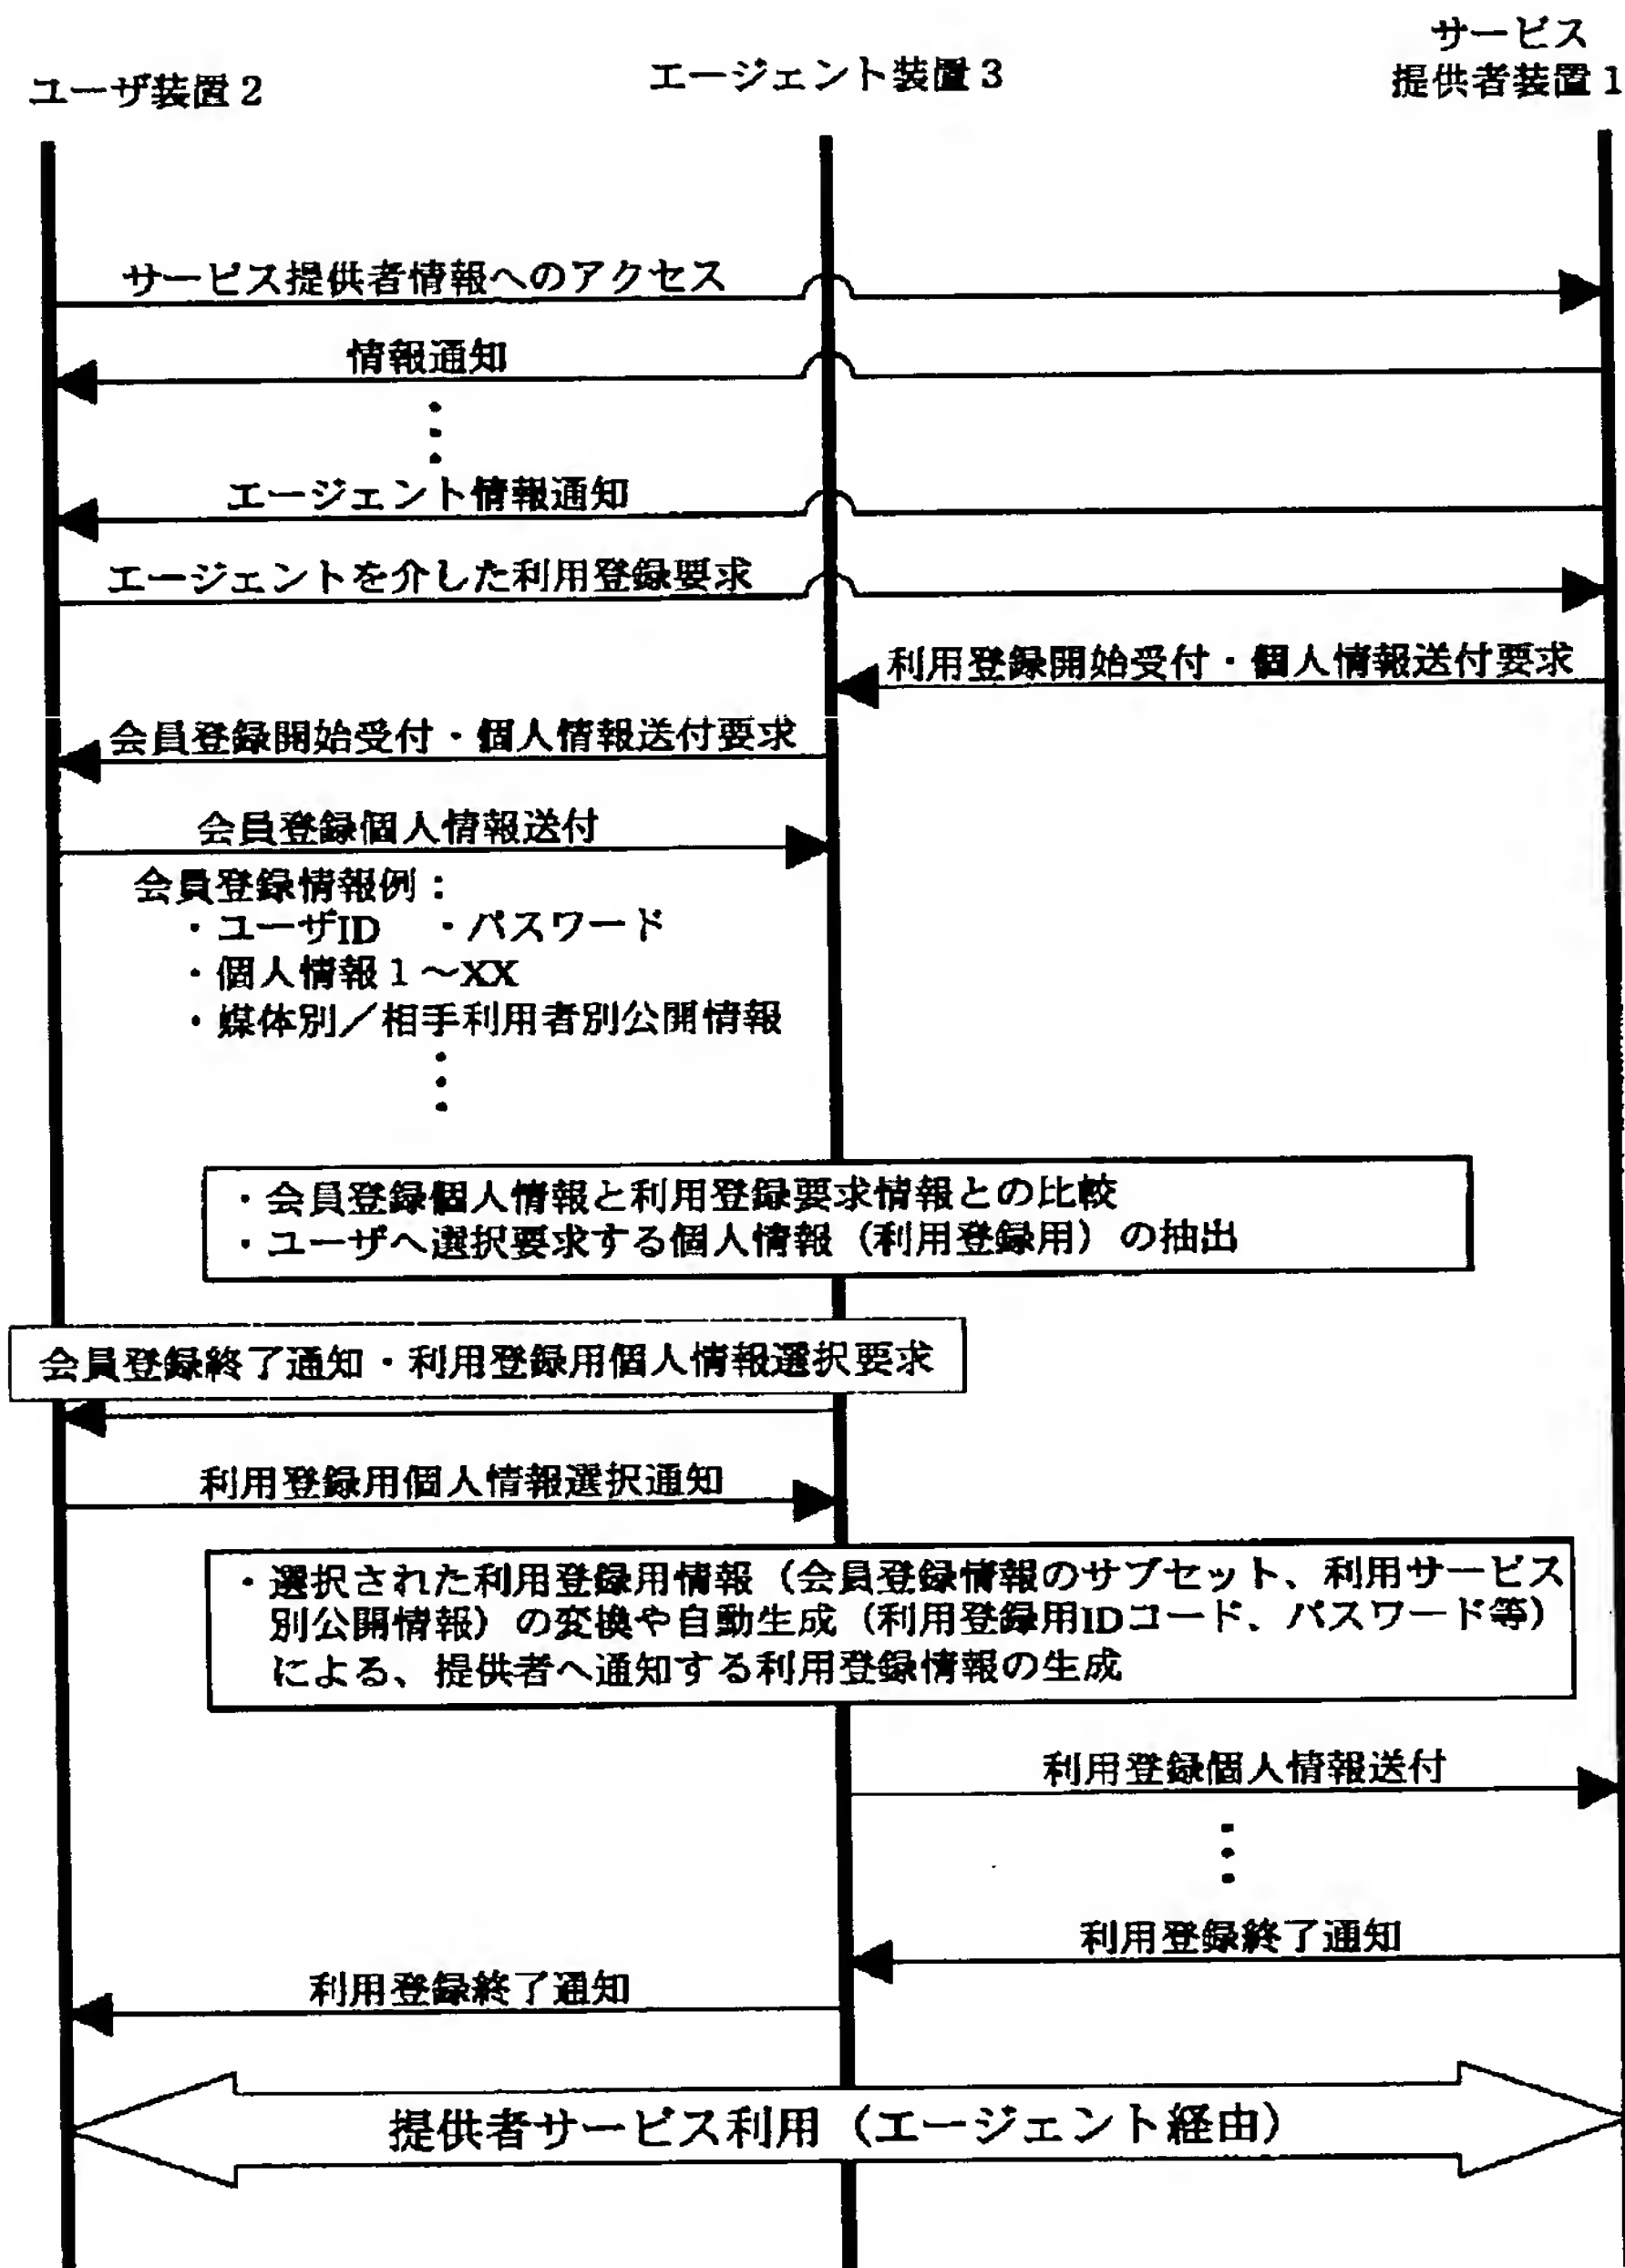 サービス
ユーザ装置2
エージェント装置3
提供者装置1
サービス提供者情報へのアクセス
情報通知
エージェント情報通知
エージェントを介した利用登録要求
利用登録開始受付・個人情報送付要求
会員登録開始受付・個人情報送付要求
会員登録個人情報送付
会員登録情報例：
・ユーザID ・パスワード
・個人情報1～XX
・媒体別／相手利用者別公開情報
・会員登録個人情報と利用登録要求情報との比較
・ユーザへ選択要求する個人情報（利用登録用）の抽出
会員登録終了通知・利用登録用個人情報選択要求
利用登録用個人情報選択通知
・選択された利用登録用情報（会員登録情報のサブセット、利用サービス
別公開情報）の変換や自動生成（利用登録用IDコード、パスワード等）
による、提供者へ通知する利用登録情報の生成
利用登録個人情報送付
利用登録終了通知
利用登録終了通知
提供者サービス利用（エージェント経由）